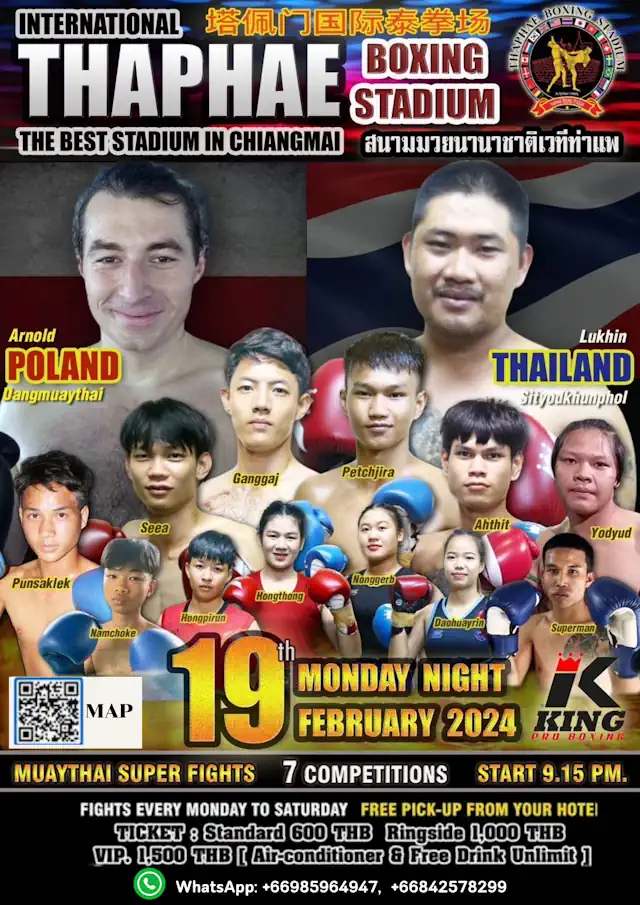 INTERNATIONAL 塔佩门国际泰拳场
THAPHAE BOXING STADIUM
THE BEST STADIUM IN CHIANGMAI สนามมวยนานาชาติเวทีท่าแพ
THAPHAE BOXING STADIUM
Arnold
POLAND
Dangmuaythai
Lukhin
THAILAND
Sityodkhunphol
Ganggaj
Petchjira
Seea
Ahthit
Yodyud
Punsaklek
Namchoke
Hongpirun
Hongthong
Nonggerb
Daohuayrin
Superman
19th MONDAY NIGHT
FEBRUARY 2024
MAP
K
KING
PRO BOXING
MUAYTHAI SUPER FIGHTS 7 COMPETITIONS START 9.15 PM.
FIGHTS EVERY MONDAY TO SATURDAY FREE PICK-UP FROM YOUR HOTE
TICKET : Standard 600 THB Ringside 1,000 THB
VIP. 1,500 THB [ Air-conditioner & Free Drink Unlimit ]
WhatsApp: +66985964947, +66842578299